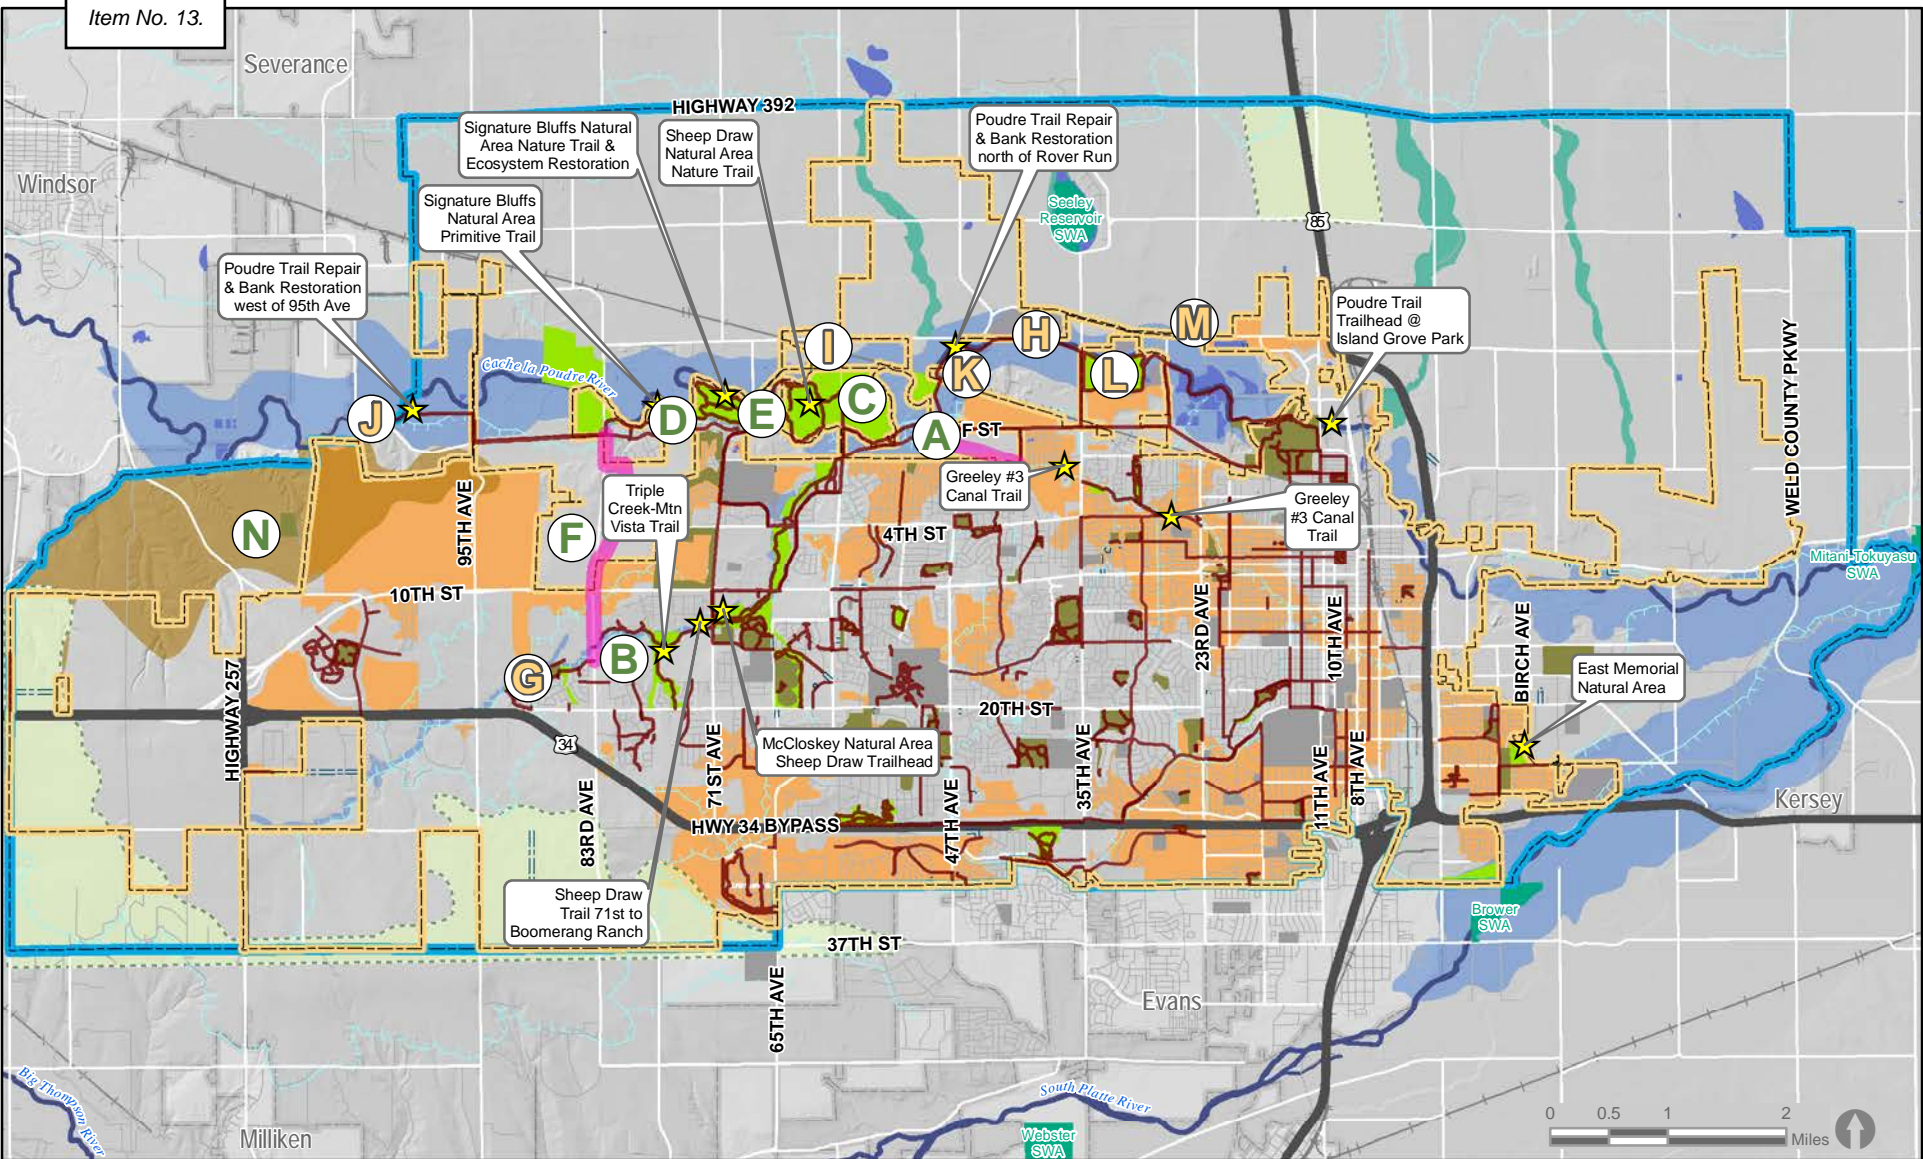 Item No. 13.
Severance
HIGHWAY 392
Signature Bluffs Natural
Area Nature Trail &
Ecosystem Restoration
Sheep Draw
Natural Area
Nature Trail
Poudre Trail Repair
& Bank Restoration
north of Rover Run
Windsor
Signature Bluffs
Natural Area
Primitive Trail
Seeley
Reservoir
SWA
85
Poudre Trail Repair
& Bank Restoration
west of 95th Ave
Poudre Trail
Trailhead @
Island Grove Park
Cache la Poudre River
I
H
M
K
L
J
D
E
C
A
F ST
WELD COUNTY PKWY
Greeley #3
Canal Trail
Triple
Creek-Mtn
Vista Trail
Greeley
#3 Canal
Trail
N
95TH AVE
F
4TH ST
Mitani-Tokuyasu
SWA
10TH ST
23RD AVE
10TH AVE
BIRCH AVE
G
B
East Memorial
Natural Area
HIGHWAY 257
34
20TH ST
71ST AVE
McCloskey Natural Area
Sheep Draw Trailhead
35TH AVE
11TH AVE
8TH AVE
83RD AVE
HWY 34 BYPASS
47TH AVE
Kersey
Sheep Draw
Trail 71st to
Boomerang Ranch
Brower
SWA
37TH ST
65TH AVE
Evans
Big Thompson River
South Platte River
Milliken
Webster
SWA
0 0.5 1 2
Miles